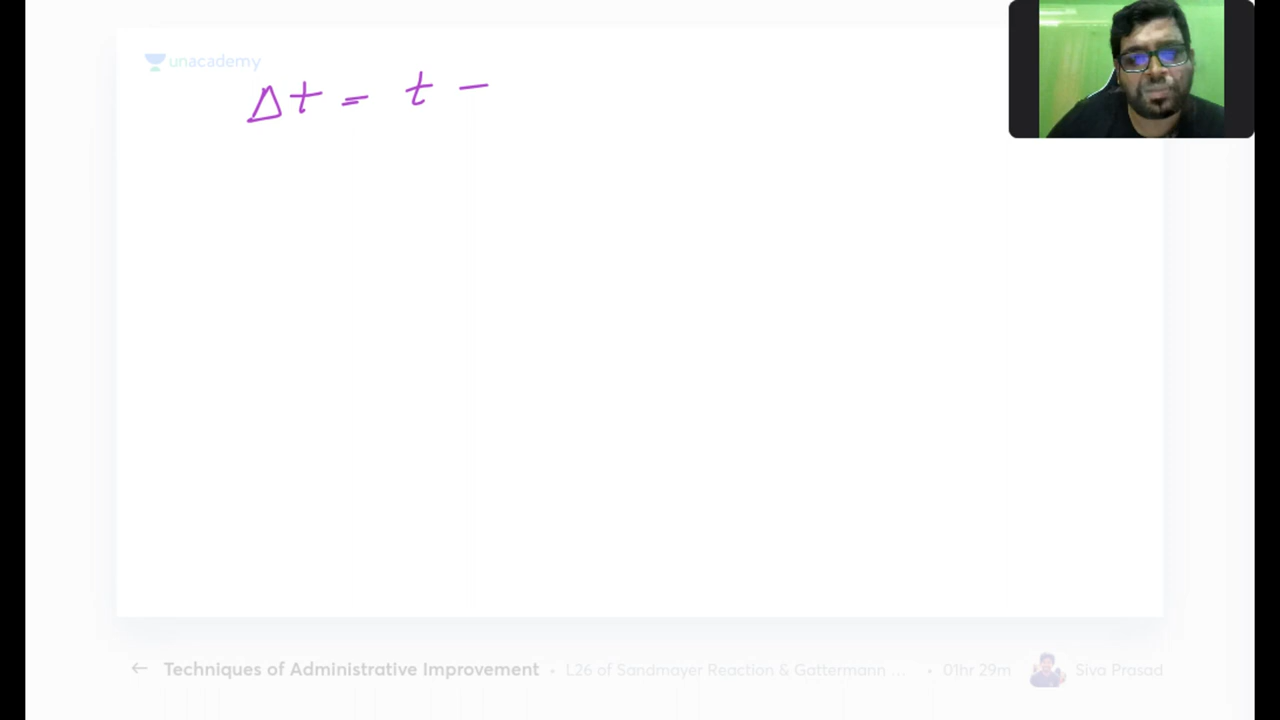 unacademy
Δt = t −
← Techniques of Administrative Improvement • L26 of Sandmayer Reaction & Gattermann ... • 01hr 29m Siva Prasad